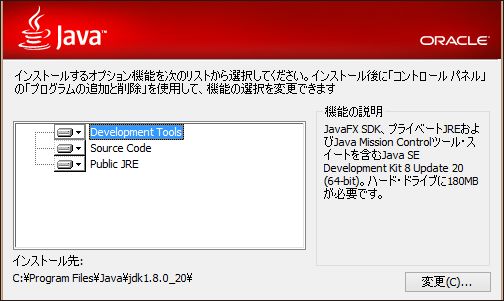 Java™
ORACLE
インストールするオプション機能を次のリストから選択してください。インストール後に「コントロール パネル」
の「プログラムの追加と削除」を使用して、機能の選択を変更できます
Development Tools
Source Code
Public JRE
機能の説明
JavaFX SDK、プライベートJREおよ
びJava Mission Controlツール・ス
イートを含むJava SE
Development Kit 8 Update 20
(64-bit)。ハード・ドライブに180MB
が必要です。
インストール先:
C:¥Program Files¥Java¥jdk1.8.0_20¥
変更(C)...